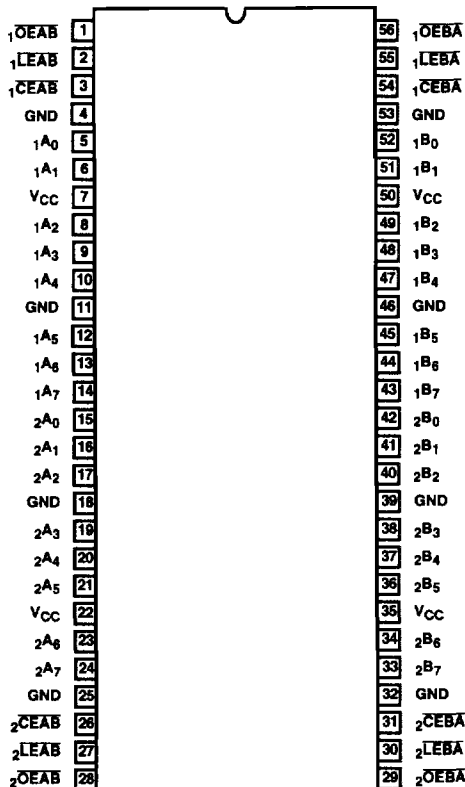 1OEAB 1 56 1OEBA
1LEAB 2 55 1LEBA
1CEAB 3 54 1CEBA
GND 4 53 GND
1A0 5 52 1B0
1A1 6 51 1B1
VCC 7 50 VCC
1A2 8 49 1B2
1A3 9 48 1B3
1A4 10 47 1B4
GND 11 46 GND
1A5 12 45 1B5
1A6 13 44 1B6
1A7 14 43 1B7
2A0 15 42 2B0
2A1 16 41 2B1
2A2 17 40 2B2
GND 18 39 GND
2A3 19 38 2B3
2A4 20 37 2B4
2A5 21 36 2B5
VCC 22 35 VCC
2A6 23 34 2B6
2A7 24 33 2B7
GND 25 32 GND
2CEAB 26 31 2CEBA
2LEAB 27 30 2LEBA
2OEAB 28 29 2OEBA